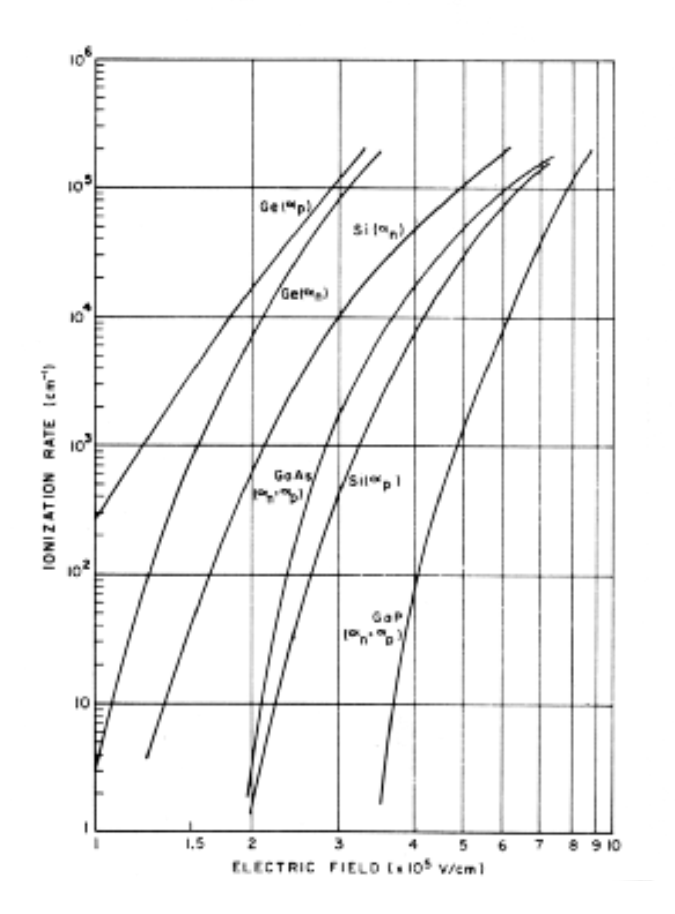 10⁶
10⁵
10⁴
10³
10²
10
1
IONIZATION RATE (cm⁻¹)
Ge(αp)
Ge(αn)
Si(αn)
GaAs
(αn,αp)
Si(αp)
GaP
(αn,αp)
1 1.5 2 3 4 5 6 7 8 9 10
ELECTRIC FIELD (x10⁵ V/cm)